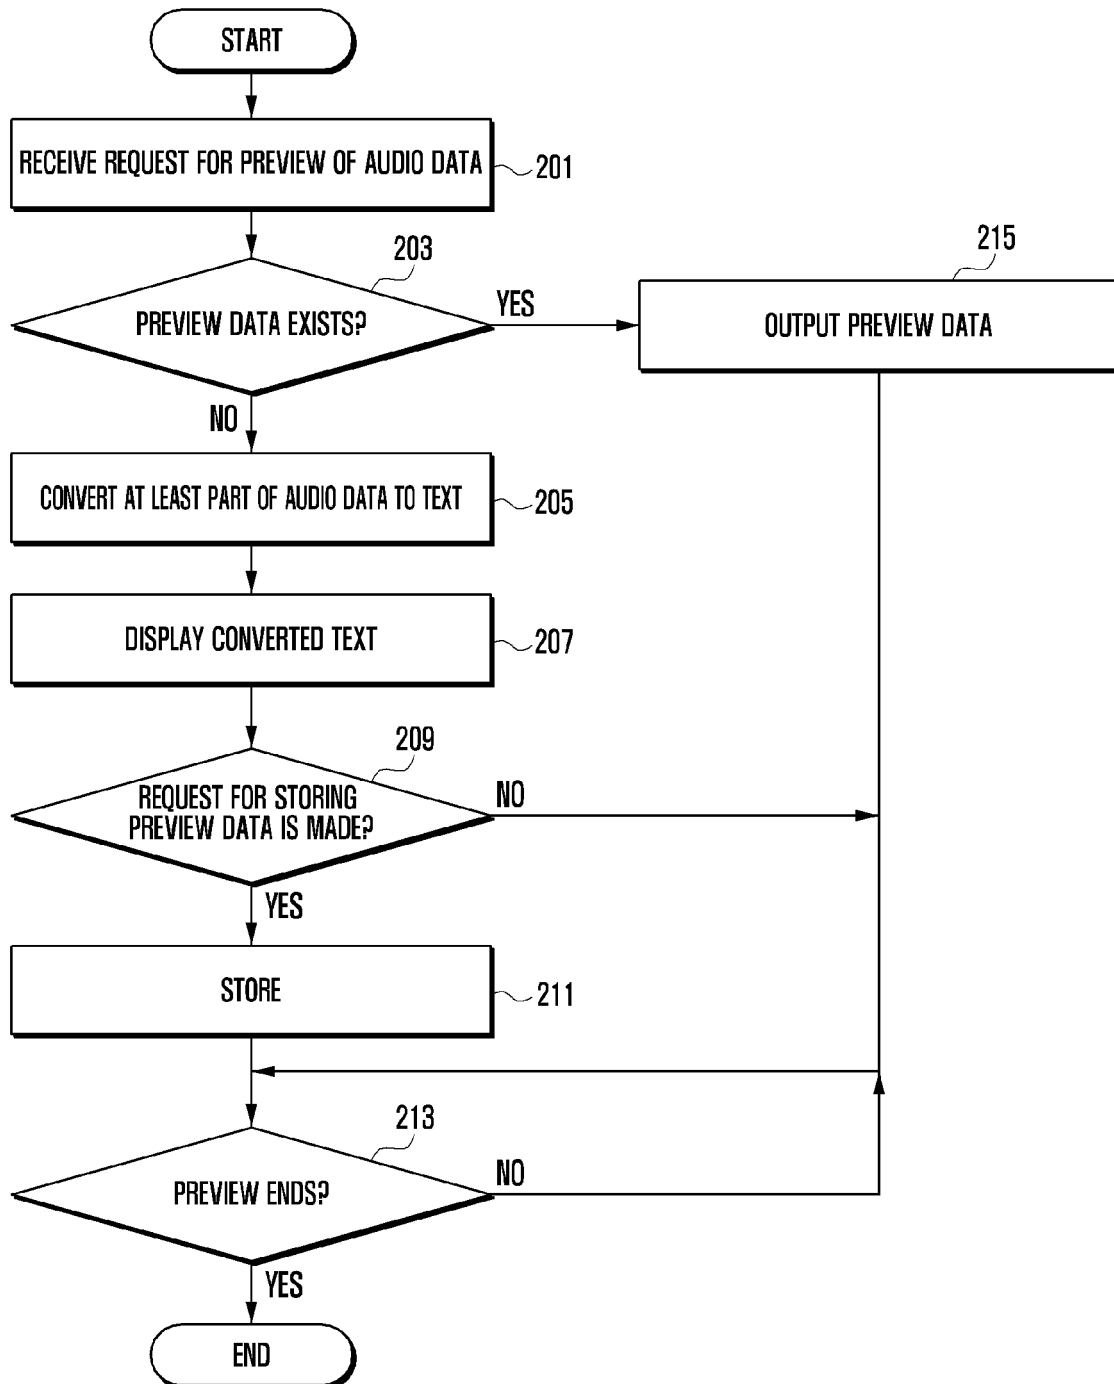 START
RECEIVE REQUEST FOR PREVIEW OF AUDIO DATA
201
203
PREVIEW DATA EXISTS?
YES
215
OUTPUT PREVIEW DATA
NO
CONVERT AT LEAST PART OF AUDIO DATA TO TEXT
205
DISPLAY CONVERTED TEXT
207
209
REQUEST FOR STORING
PREVIEW DATA IS MADE?
NO
YES
STORE
211
213
PREVIEW ENDS?
NO
YES
END